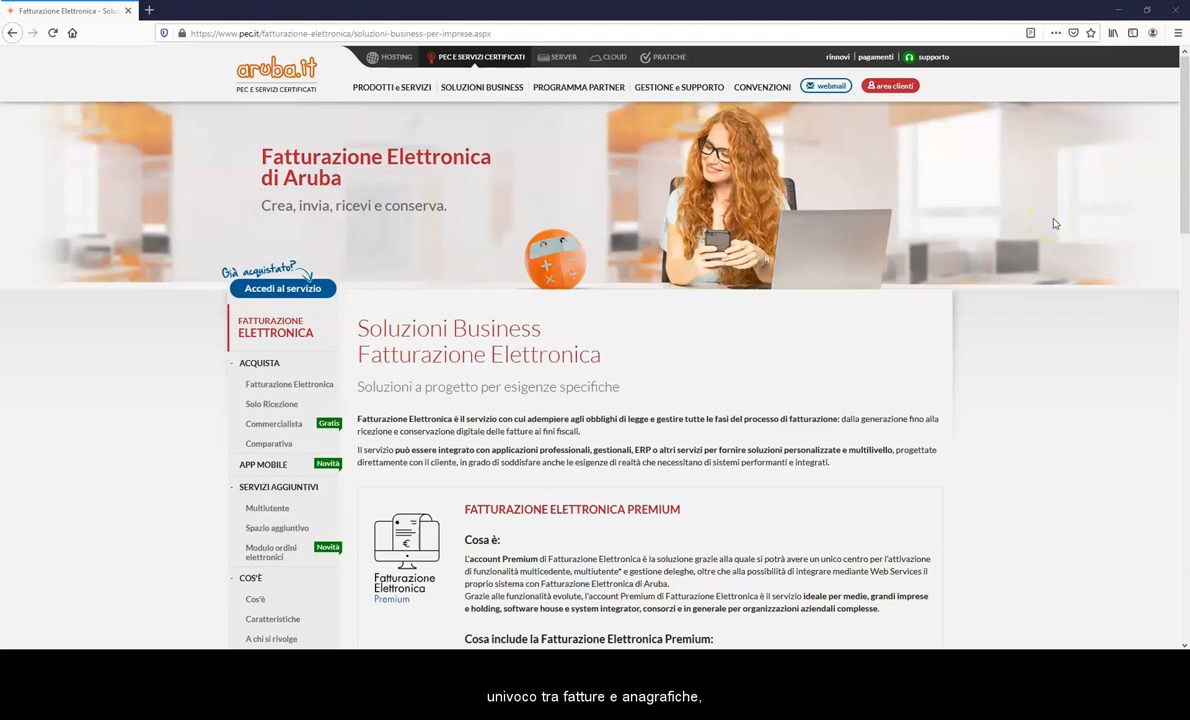 Fatturazione Elettronica - Soluz
https://www.pec.it/fatturazione-elettronica/soluzioni-business-per-imprese.aspx
aruba.it
PEC E SERVIZI CERTIFICATI
HOSTING
PEC E SERVIZI CERTIFICATI
SERVER
CLOUD
PRATICHE
rinnovi | pagamenti | supporto
PRODOTTI e SERVIZI
SOLUZIONI BUSINESS
PROGRAMMA PARTNER
GESTIONE e SUPPORTO
CONVENZIONI
webmail
area clienti
Fatturazione Elettronica
di Aruba
Crea, invia, ricevi e conserva.
Già acquistato?
Accedi al servizio
FATTURAZIONE
ELETTRONICA
- ACQUISTA
Fatturazione Elettronica
Solo Ricezione
Commercialista Gratis
Comparativa
APP MOBILE Novità
- SERVIZI AGGIUNTIVI
Multiutente
Spazio aggiuntivo
Modulo ordini
elettronici Novità
- COS'È
Cos'è
Caratteristiche
A chi si rivolge
Soluzioni Business
Fatturazione Elettronica
Soluzioni a progetto per esigenze specifiche
Fatturazione Elettronica è il servizio con cui adempiere agli obblighi di legge e gestire tutte le fasi del processo di fatturazione: dalla generazione fino alla
ricezione e conservazione digitale delle fatture ai fini fiscali.
Il servizio può essere integrato con applicazioni professionali, gestionali, ERP o altri servizi per fornire soluzioni personalizzate e multilivello, progettate
direttamente con il cliente, in grado di soddisfare anche le esigenze di realtà che necessitano di sistemi performanti e integrati.
Fatturazione
Elettronica
Premium
FATTURAZIONE ELETTRONICA PREMIUM
Cosa è:
L'account Premium di Fatturazione Elettronica è la soluzione grazie alla quale si potrà avere un unico centro per l'attivazione
di funzionalità multicedente, multiutente* e gestione deleghe, oltre che alla possibilità di integrare mediante Web Services il
proprio sistema con Fatturazione Elettronica di Aruba.
Grazie alle funzionalità evolute, l'account Premium di Fatturazione Elettronica è il servizio ideale per medie, grandi imprese
e holding, software house e system integrator, consorzi e in generale per organizzazioni aziendali complesse.
Cosa include la Fatturazione Elettronica Premium:
univoco tra fatture e anagrafiche,